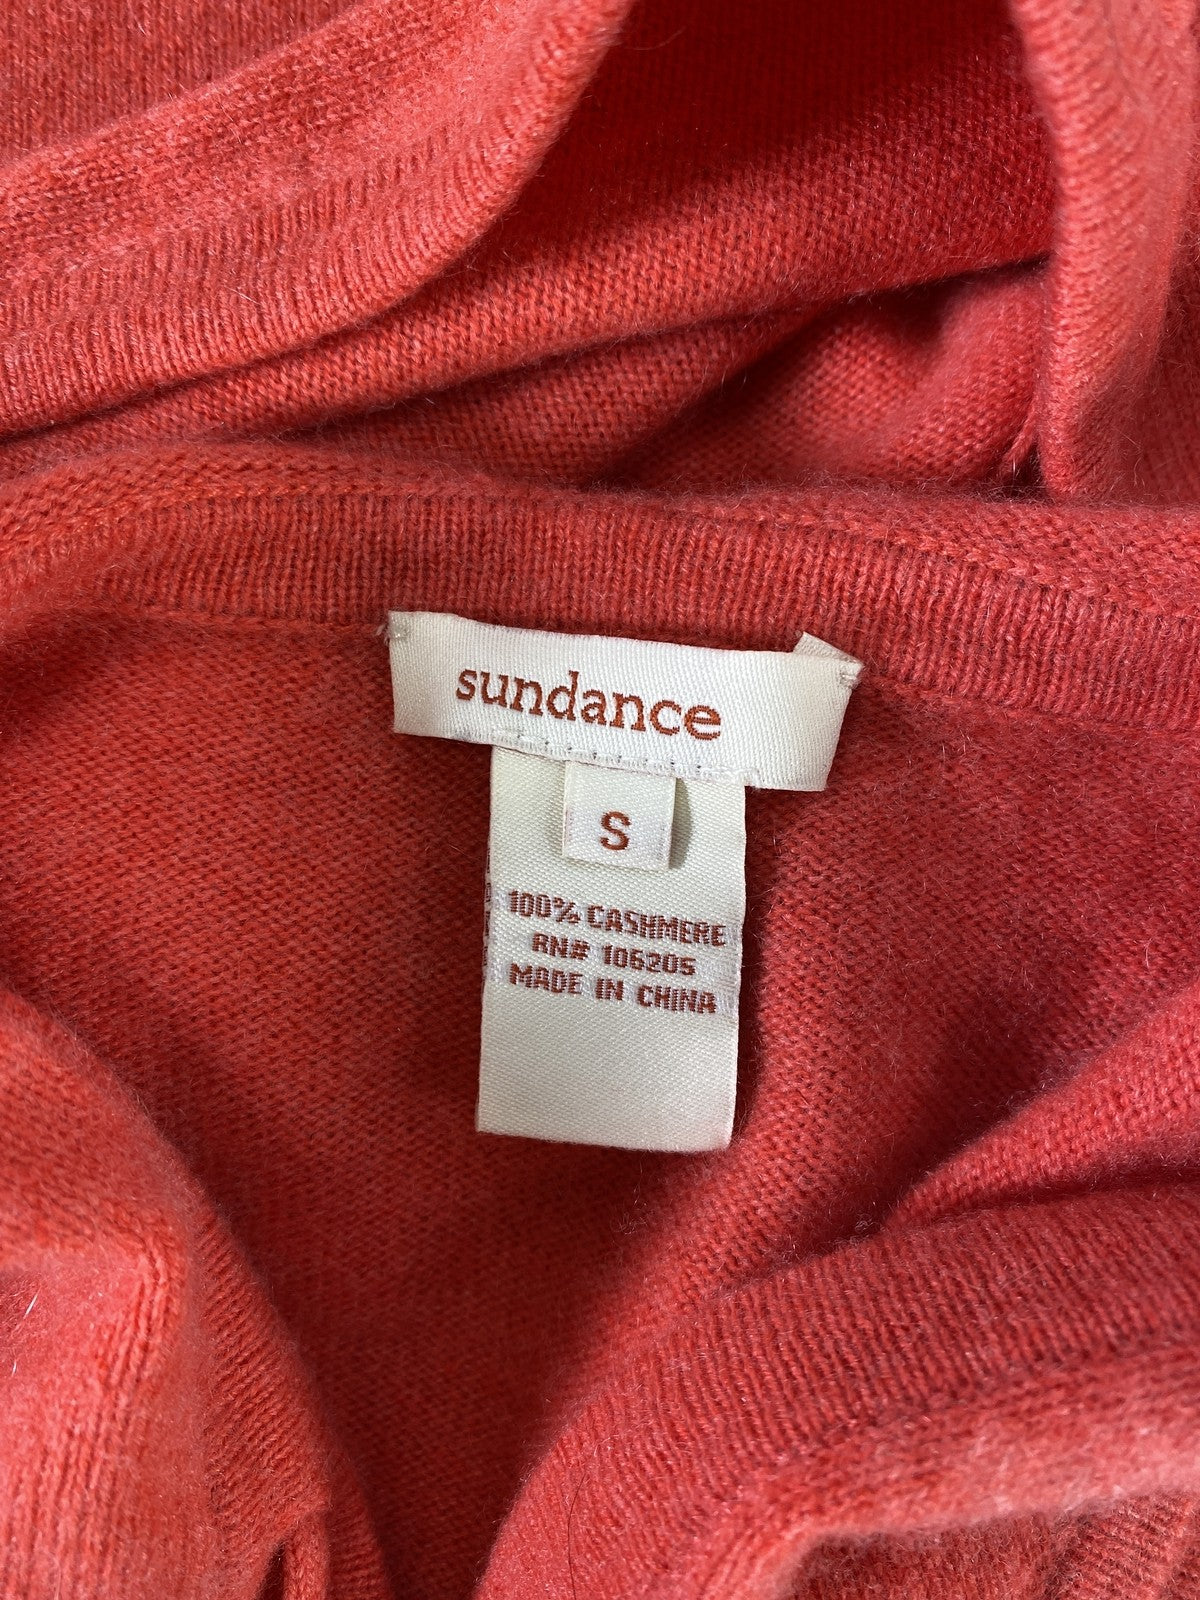 sundance
S
100% CASHMERE
RN# 106205
MADE IN CHINA